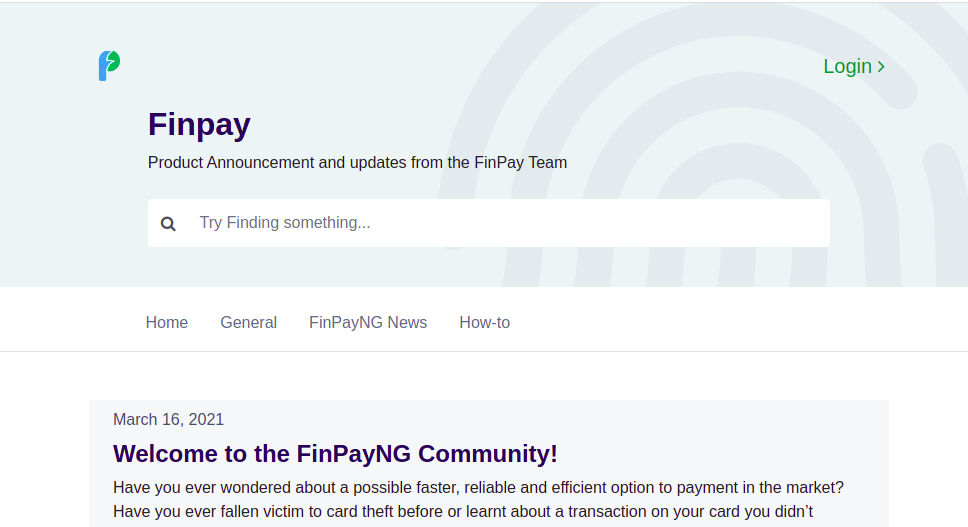 Login >
Finpay
Product Announcement and updates from the FinPay Team
Try Finding something...
Home General FinPayNG News How-to
March 16, 2021
Welcome to the FinPayNG Community!
Have you ever wondered about a possible faster, reliable and efficient option to payment in the market?
Have you ever fallen victim to card theft before or learnt about a transaction on your card you didn’t